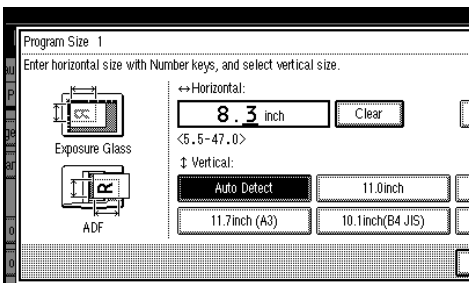 Program Size 1
Enter horizontal size with Number keys, and select vertical size.
↔Horizontal:
8.3 inch
Clear
<5.5-47.0>
Exposure Glass
↕ Vertical:
Auto Detect
11.0inch
R
11.7inch (A3)
10.1inch(B4 JIS)
ADF